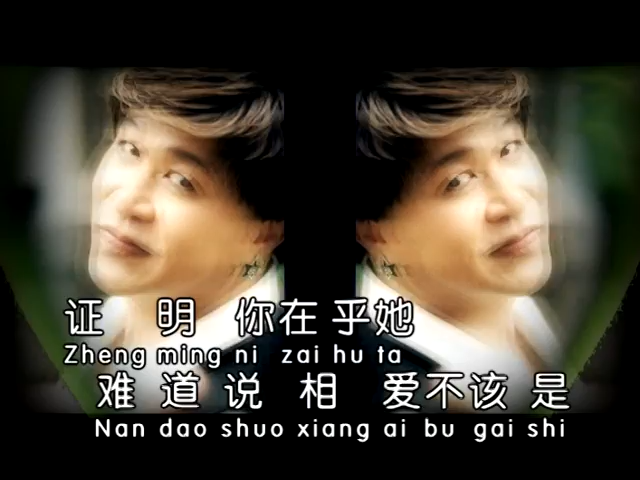 证 明 你在乎她
Zheng ming ni zai hu ta
难 道 说 相 爱不该 是
Nan dao shuo xiang ai bu gai shi